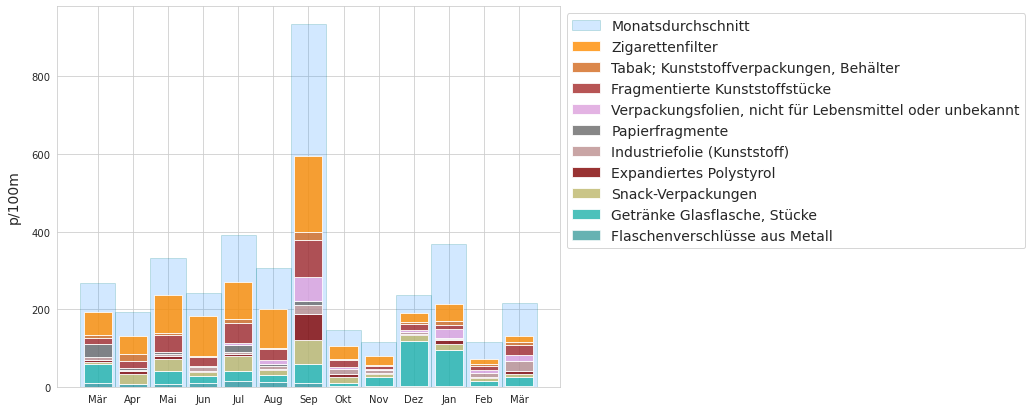 p/100m
800
600
400
200
0
Mär Apr Mai Jun Jul Aug Sep Okt Nov Dez Jan Feb Mär
Monatsdurchschnitt
Zigarettenfilter
Tabak; Kunststoffverpackungen, Behälter
Fragmentierte Kunststoffstücke
Verpackungsfolien, nicht für Lebensmittel oder unbekannt
Papierfragmente
Industriefolie (Kunststoff)
Expandiertes Polystyrol
Snack-Verpackungen
Getränke Glasflasche, Stücke
Flaschenverschlüsse aus Metall